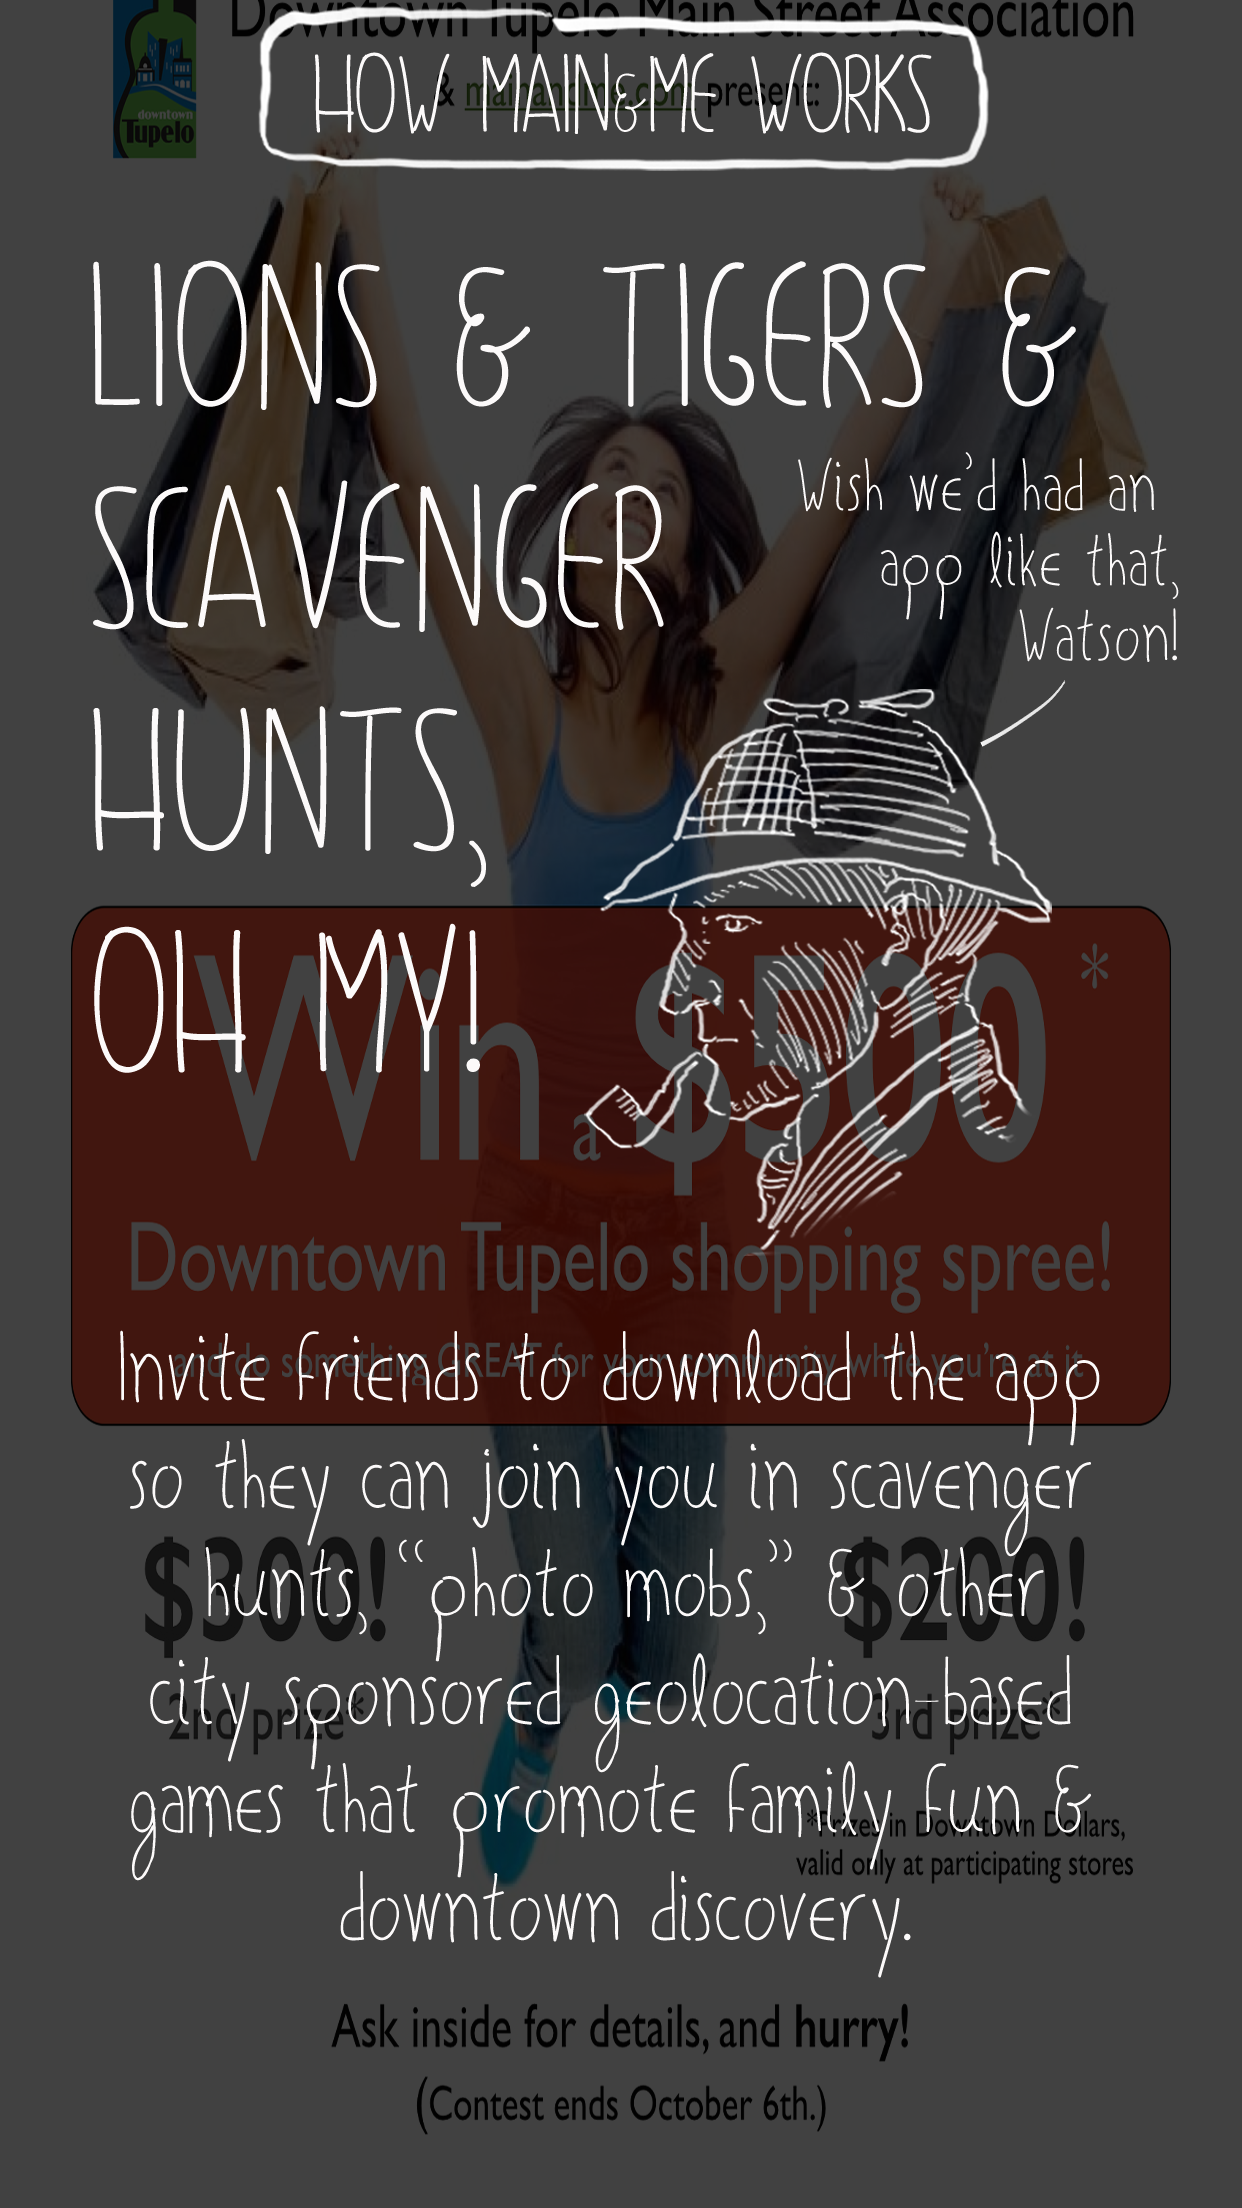 Downtown Tupelo Main Street Association
downtown
Tupelo
& mainandme.com present:
HOW MAIN&ME WORKS
LIONS & TIGERS &
SCAVENGER
HUNTS,
OH MY!
Wish we'd had an
app like that,
Watson!
Win a $500*
Downtown Tupelo shopping spree!
and do something GREAT for your community while you're at it
Invite friends to download the app
so they can join you in scavenger
hunts, “photo mobs,” & other
city sponsored geolocation-based
games that promote family fun &
downtown discovery.
$300! $200!
2nd prize* 3rd prize*
*Prizes in Downtown Dollars,
valid only at participating stores
Ask inside for details, and hurry!
(Contest ends October 6th.)